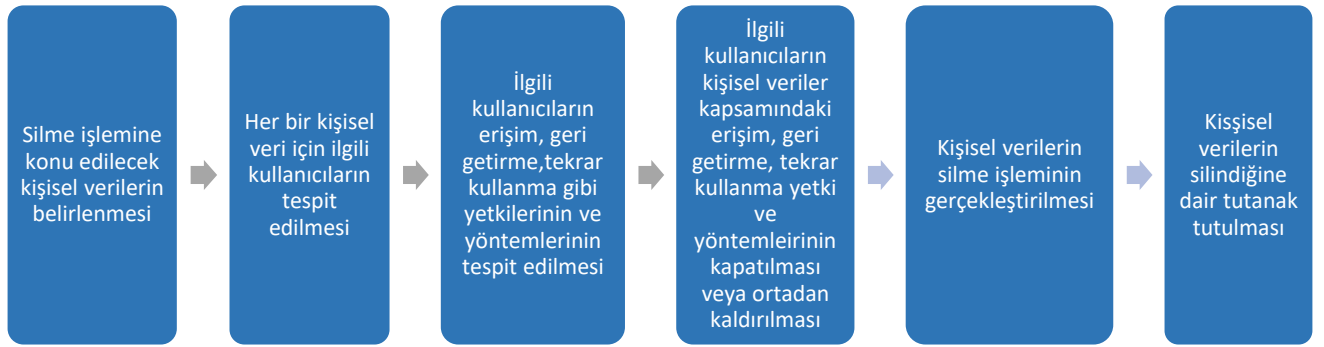 Silme işlemine
konu edilecek
kişisel verilerin
belirlenmesi
Her bir kişisel
veri için ilgili
kullanıcıların
tespit
edilmesi
İlgili
kullanıcıların
erişim, geri
getirme,tekrar
kullanma gibi
yetkilerinin ve
yöntemlerinin
tespit edilmesi
İlgili
kullanıcıların
kişisel veriler
kapsamındaki
erişim, geri
getirme, tekrar
kullanma yetki
ve
yöntemleirinin
kapatılması
veya ortadan
kaldırılması
Kişisel verilerin
silme işleminin
gerçekleştirilmesi
Kisşisel
verilerin
silindiğine
dair tutanak
tutulması